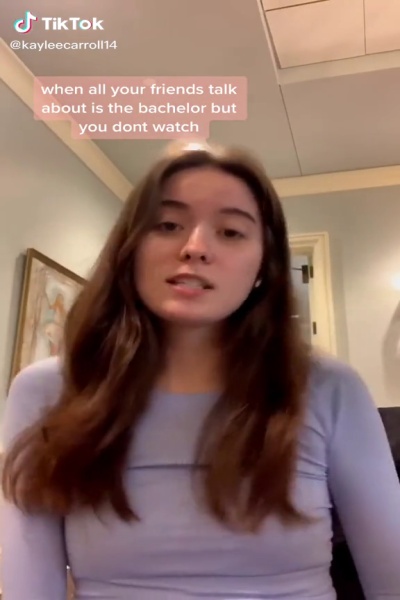 TikTok
@kayleecarroll14
when all your friends talk
about is the bachelor but
you dont watch